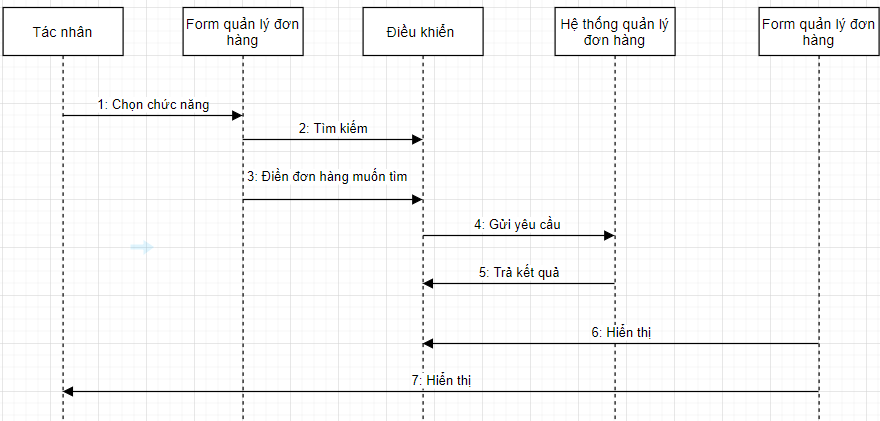 Tác nhân
Form quản lý đơn
hàng
Điều khiển
Hệ thống quản lý
đơn hàng
Form quản lý đơn
hàng
1: Chọn chức năng
2: Tìm kiếm
3: Điền đơn hàng muốn tìm
4: Gửi yêu cầu
5: Trả kết quả
6: Hiển thị
7: Hiển thị